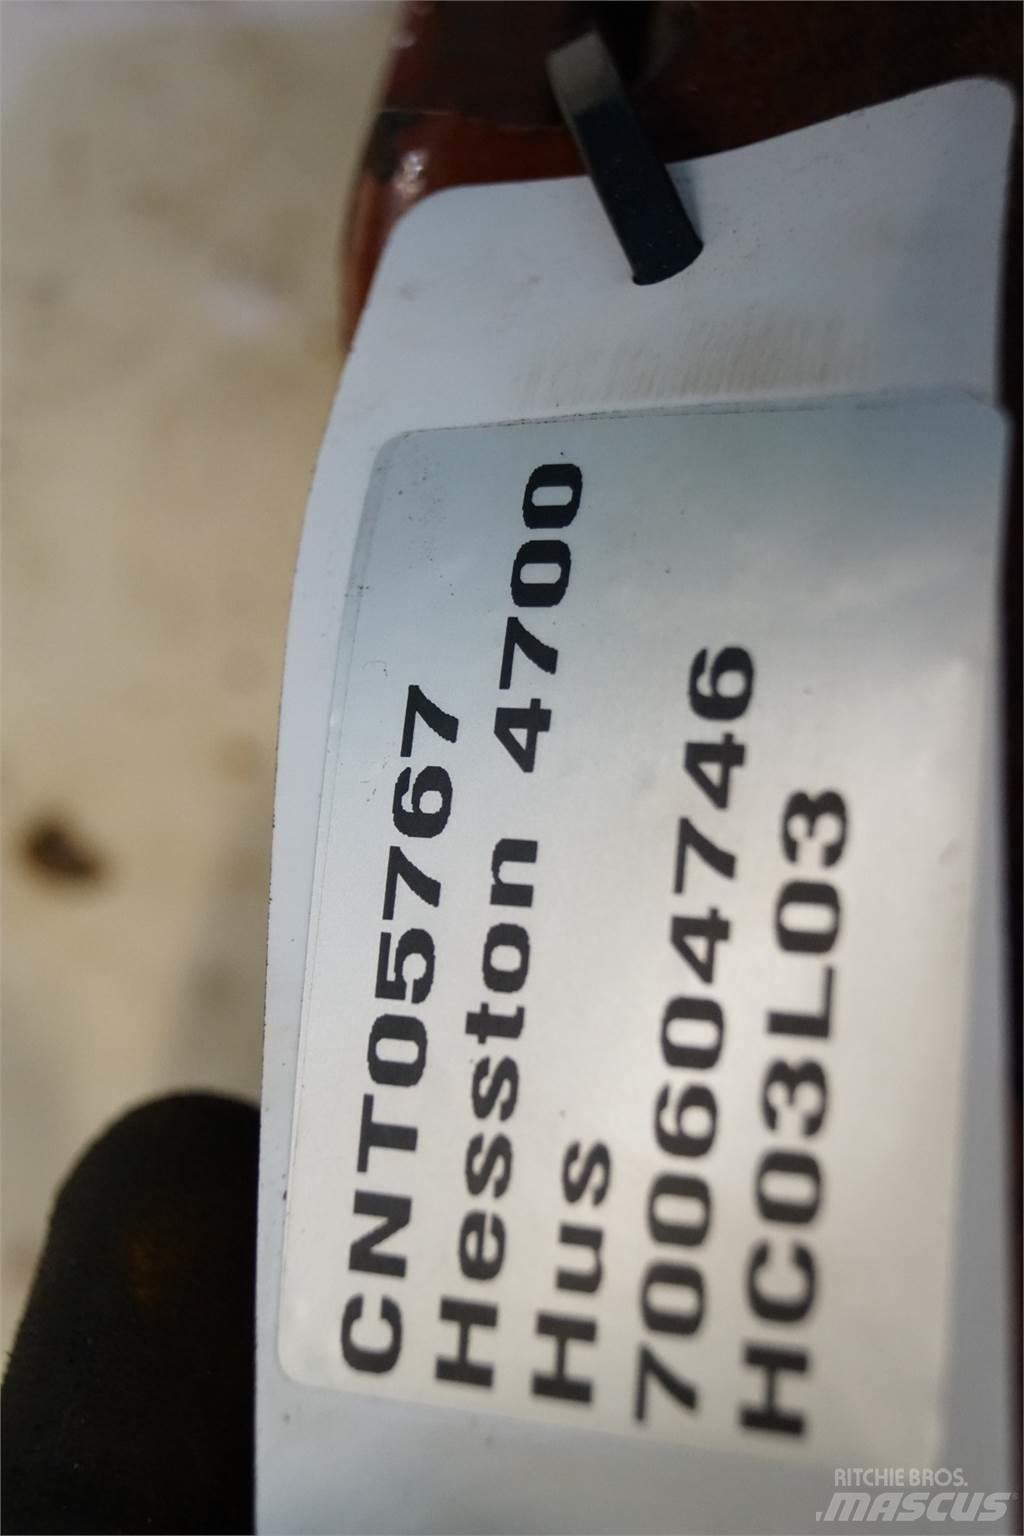 CNT05767
Hesston 4700
Hus
700604746
HC03L03
RITCHIE BROS.
MASCUS